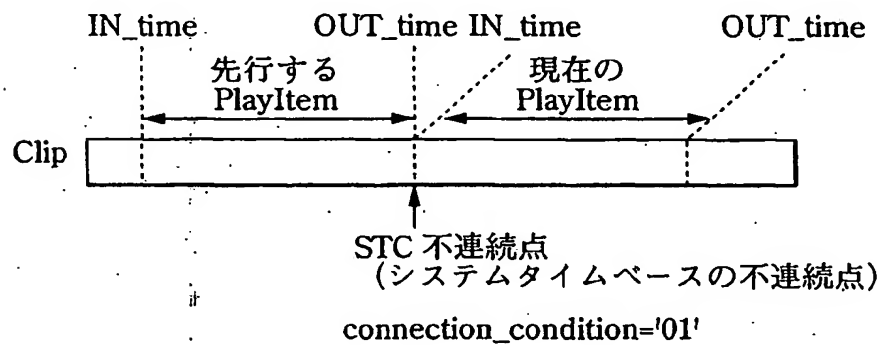 IN_time OUT_time IN_time OUT_time
先行する 現在の
PlayItem PlayItem
Clip
STC 不連続点
(システムタイムベースの不連続点)
connection_condition='01'